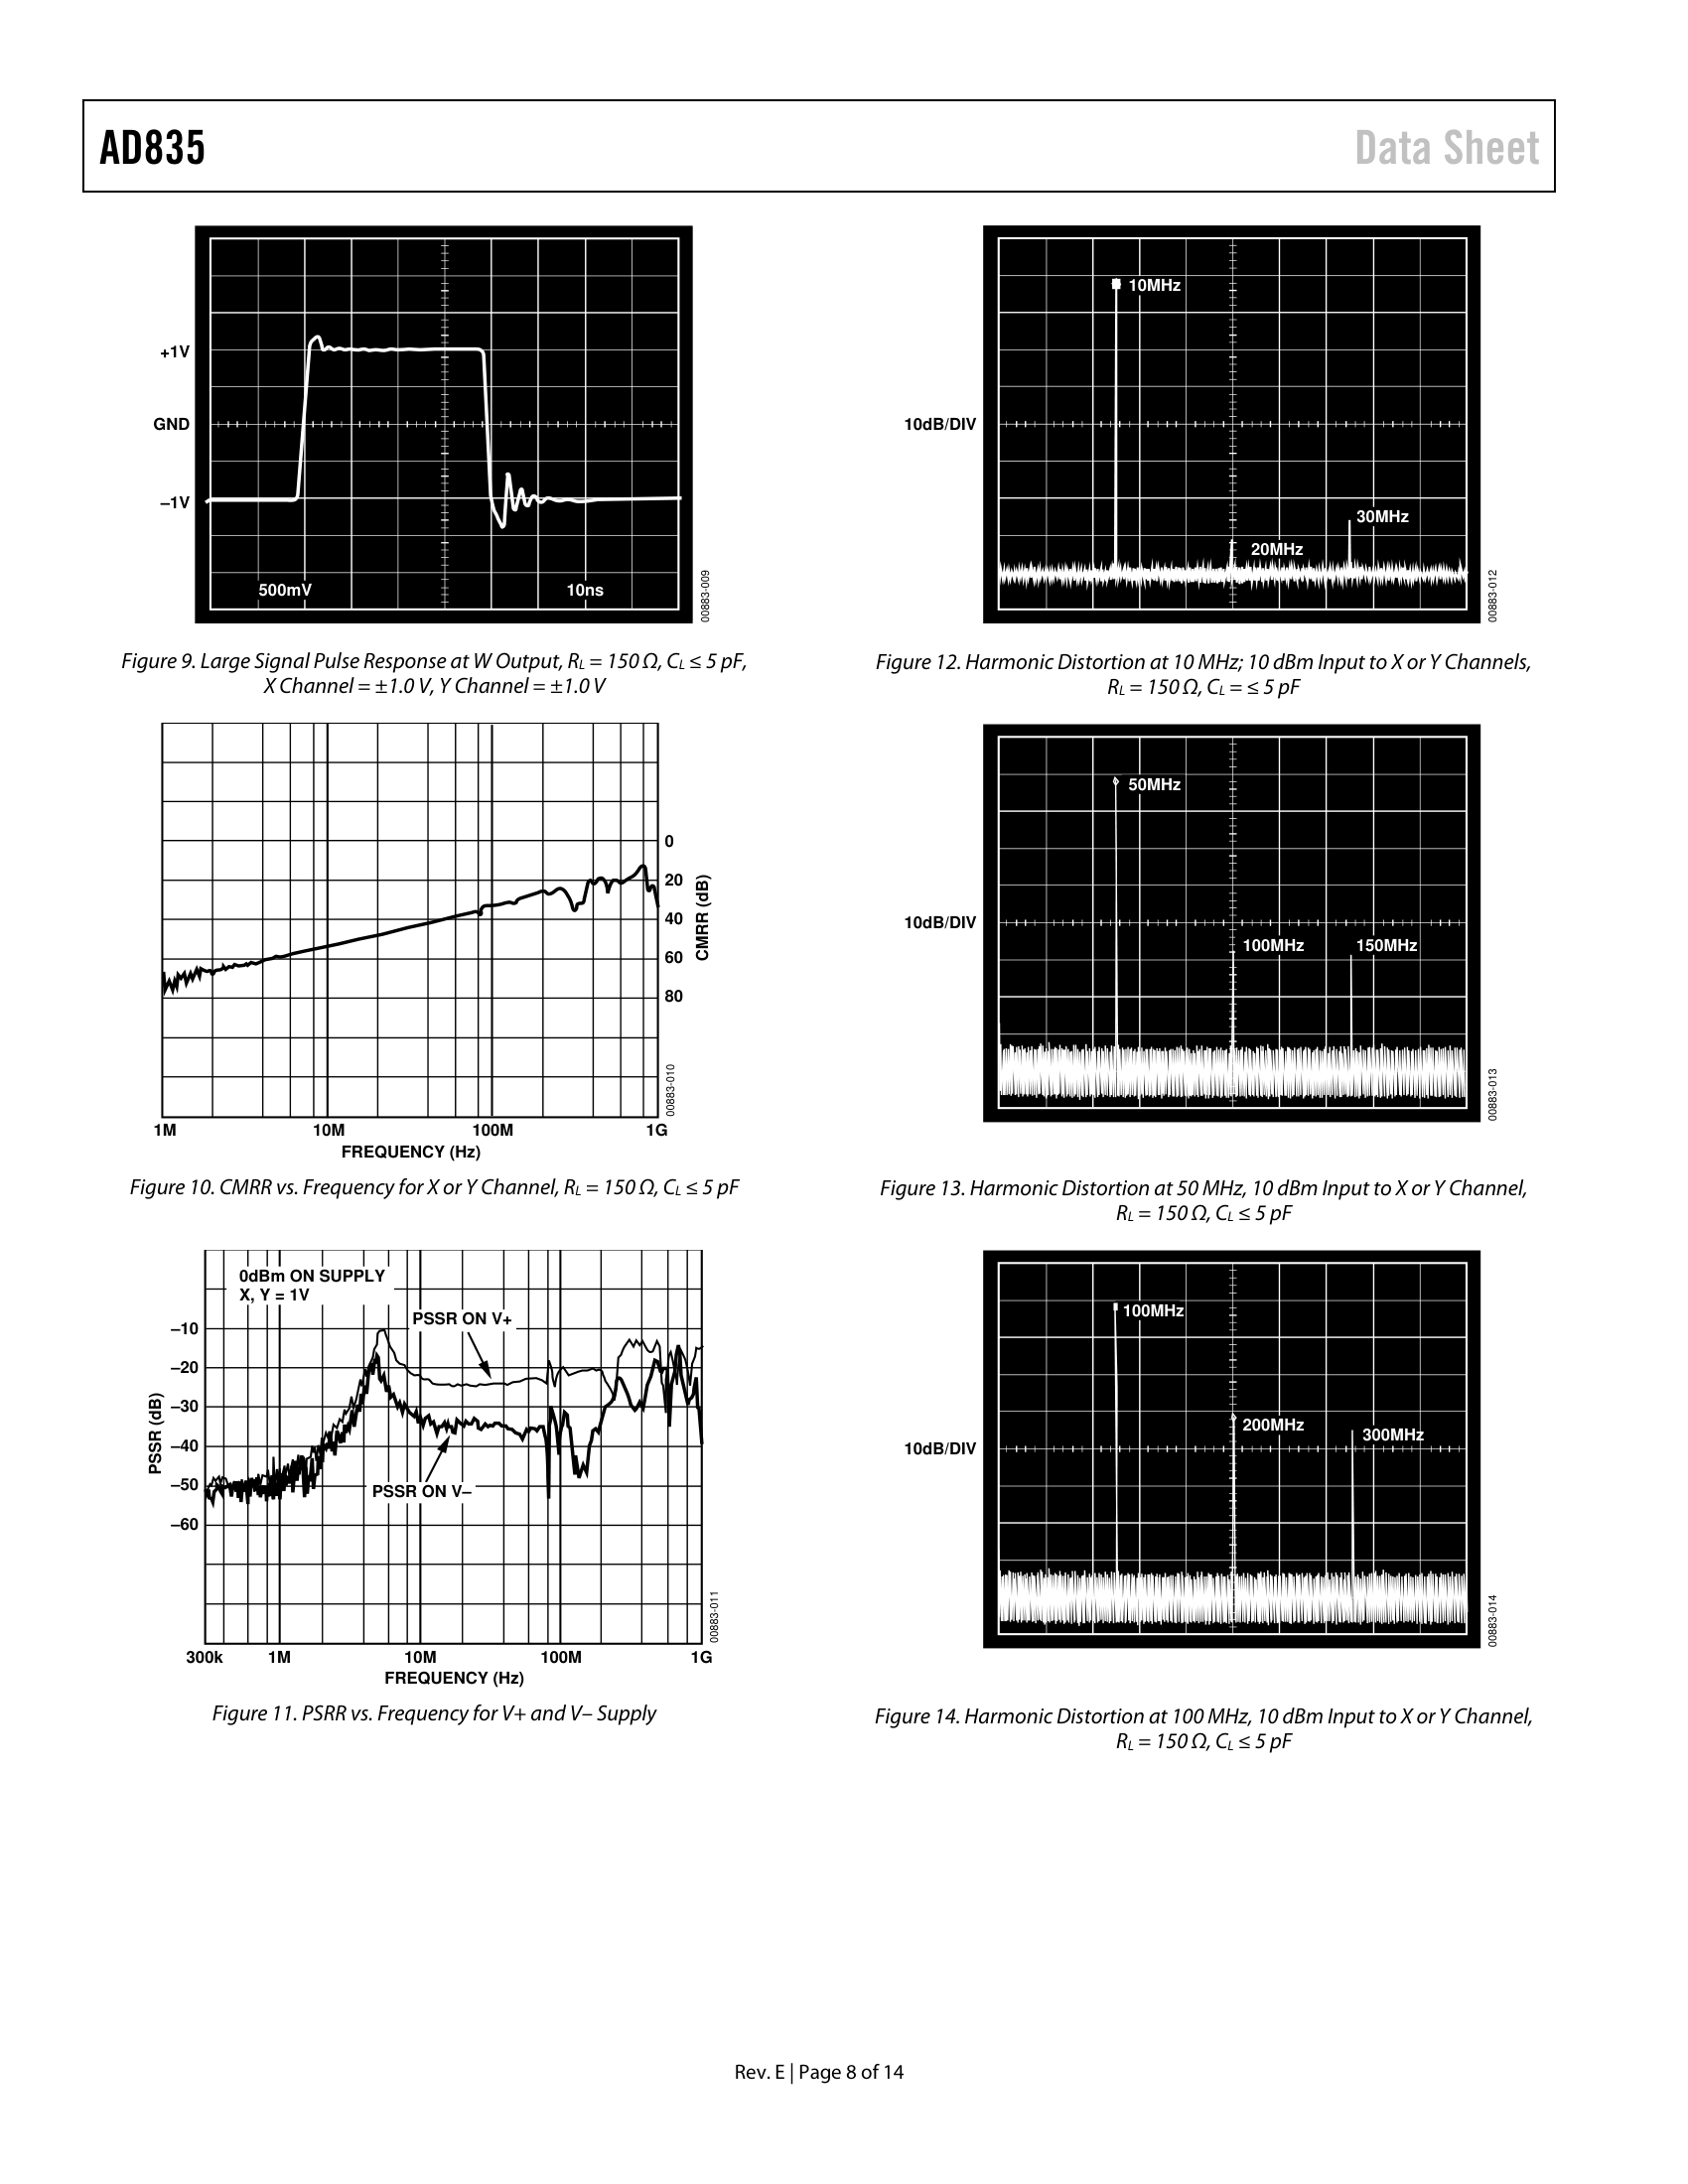 AD835
Data Sheet
+1V
GND
–1V
500mV
10ns
00883-009
Figure 9. Large Signal Pulse Response at W Output, RL = 150 Ω, CL ≤ 5 pF,
X Channel = ±1.0 V, Y Channel = ±1.0 V
0
20
40
60
80
CMRR (dB)
00883-010
1M
10M
100M
1G
FREQUENCY (Hz)
Figure 10. CMRR vs. Frequency for X or Y Channel, RL = 150 Ω, CL ≤ 5 pF
0dBm ON SUPPLY
X, Y = 1V
PSSR ON V+
PSSR ON V–
–10
–20
–30
–40
–50
–60
PSSR (dB)
00883-011
300k
1M
10M
100M
1G
FREQUENCY (Hz)
Figure 11. PSRR vs. Frequency for V+ and V– Supply
10MHz
10dB/DIV
30MHz
20MHz
00883-012
Figure 12. Harmonic Distortion at 10 MHz; 10 dBm Input to X or Y Channels,
RL = 150 Ω, CL = ≤ 5 pF
50MHz
10dB/DIV
100MHz
150MHz
00883-013
Figure 13. Harmonic Distortion at 50 MHz, 10 dBm Input to X or Y Channel,
RL = 150 Ω, CL ≤ 5 pF
100MHz
200MHz
300MHz
10dB/DIV
00883-014
Figure 14. Harmonic Distortion at 100 MHz, 10 dBm Input to X or Y Channel,
RL = 150 Ω, CL ≤ 5 pF
Rev. E | Page 8 of 14